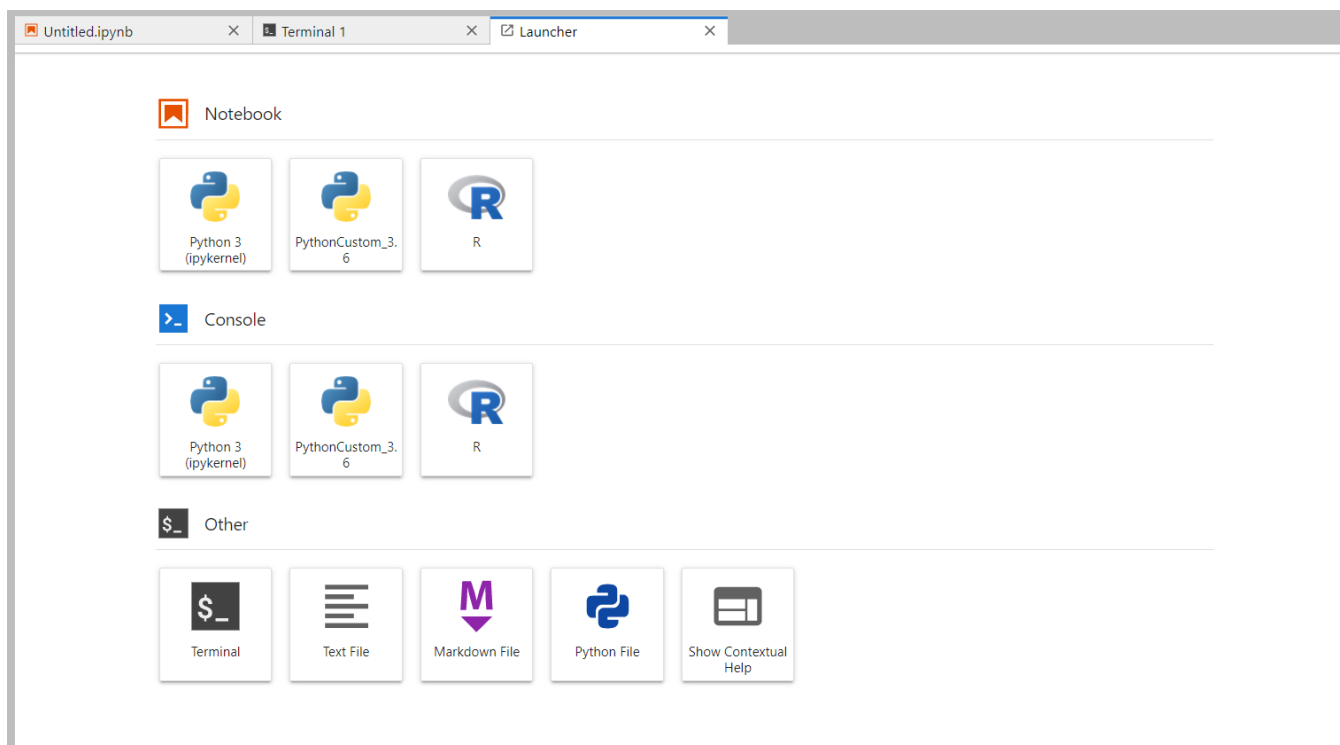 Untitled.ipynb
Terminal 1
Launcher
Notebook
Python 3
(ipykernel)
PythonCustom_3.
6
R
Console
Python 3
(ipykernel)
PythonCustom_3.
6
R
$_ Other
Terminal
Text File
Markdown File
Python File
Show Contextual
Help